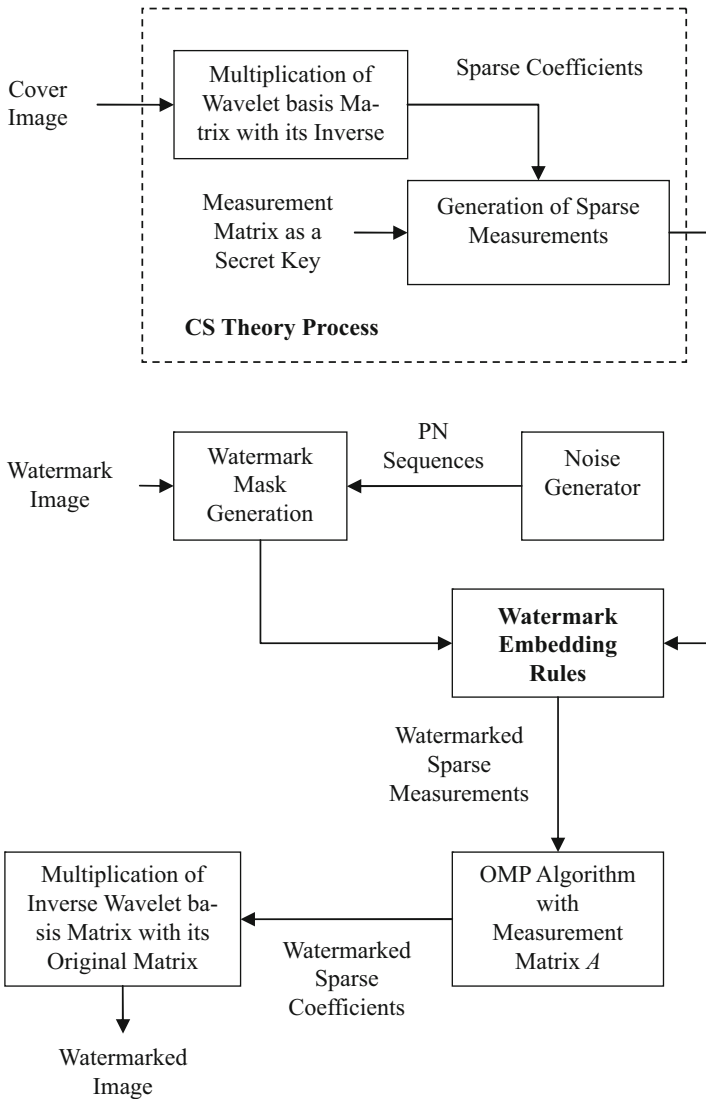 Cover
Image
Multiplication of
Wavelet basis Ma-
trix with its Inverse
Sparse Coefficients
Measurement
Matrix as a
Secret Key
Generation of Sparse
Measurements
CS Theory Process
Watermark
Image
Watermark
Mask
Generation
PN
Sequences
Noise
Generator
Watermark
Embedding
Rules
Watermarked
Sparse
Measurements
Multiplication of
Inverse Wavelet ba-
sis Matrix with its
Original Matrix
Watermarked
Sparse
Coefficients
OMP Algorithm
with
Measurement
Matrix A
Watermarked
Image